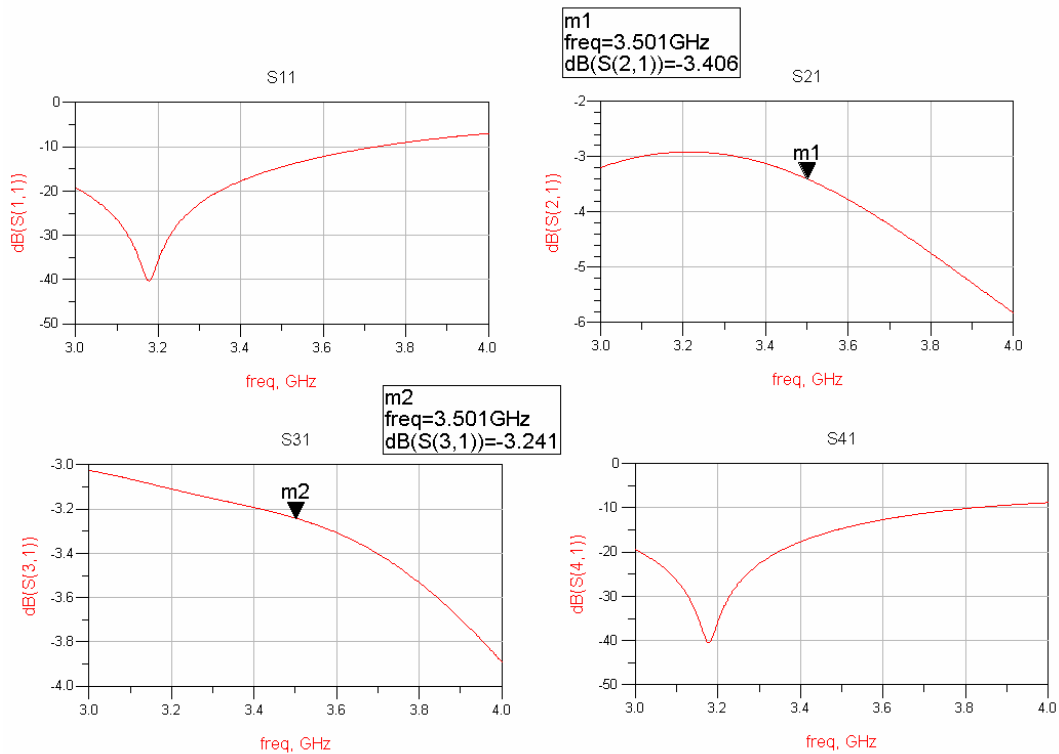 m1
freq=3.501GHz
dB(S(2,1))=-3.406
S11
S21
0
-10
-20
-30
-40
-50
dB(S(1,1))
3.0 3.2 3.4 3.6 3.8 4.0
freq, GHz
-2
-3
-4
-5
-6
dB(S(2,1))
m1
3.0 3.2 3.4 3.6 3.8 4.0
freq, GHz
m2
freq=3.501GHz
dB(S(3,1))=-3.241
S31
S41
-3.0
-3.2
-3.4
-3.6
-3.8
-4.0
dB(S(3,1))
m2
3.0 3.2 3.4 3.6 3.8 4.0
freq, GHz
0
-10
-20
-30
-40
-50
dB(S(4,1))
3.0 3.2 3.4 3.6 3.8 4.0
freq, GHz